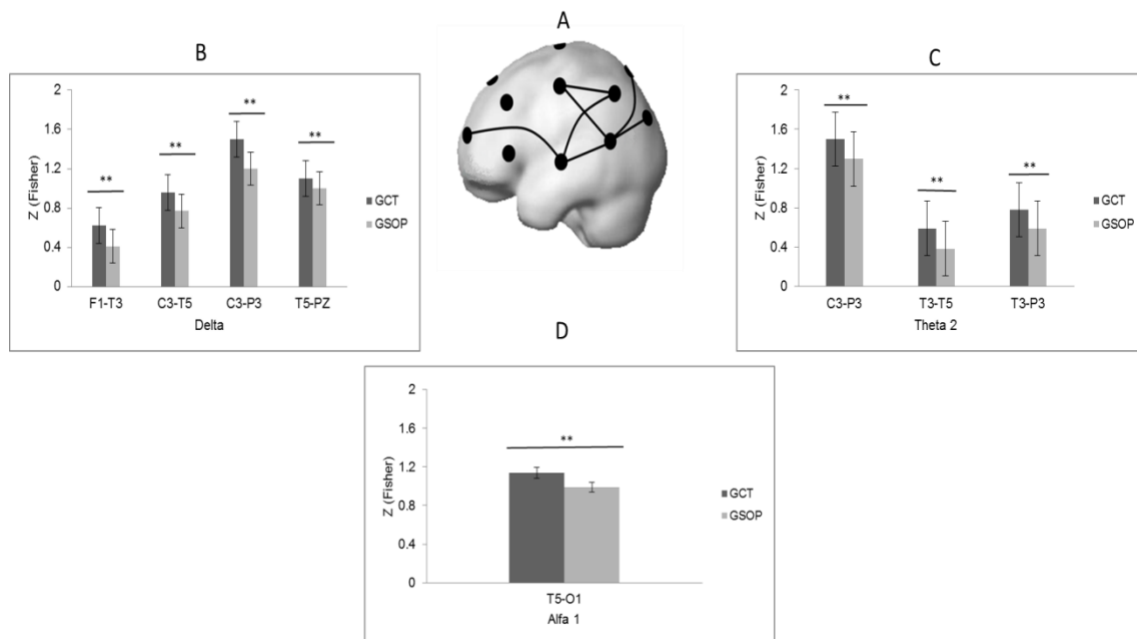 A
B
2
1.6
1.2
0.8
0.4
0
Z (Fisher)
**
**
**
**
F1-T3 C3-T5 C3-P3 T5-PZ
Delta
GCT
GSOP
C
2
1.6
1.2
0.8
0.4
0
Z (Fisher)
**
**
**
C3-P3 T3-T5 T3-P3
Theta 2
GCT
GSOP
D
2
1.6
1.2
0.8
0.4
0
Z (Fisher)
**
T5-O1
Alfa 1
GCT
GSOP